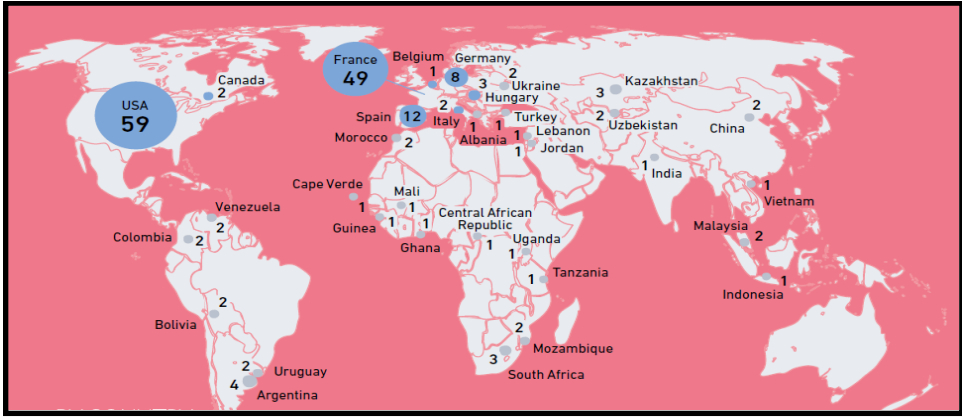 France
49
Belgium
1
Germany
8
Canada
2
USA
59
2
Ukraine
3
Hungary
Kazakhstan
3
2
Uzbekistan
2
China
Spain
12
2
Italy
1
Albania
1
Turkey
1
Lebanon
1
Jordan
Morocco
2
1
India
1
Vietnam
Malaysia
2
Indonesia
1
Cape Verde
1
Mali
1
Guinea
1
1
Ghana
Central African
Republic
1
Uganda
1
1
Tanzania
Venezuela
2
Colombia
2
2
Bolivia
2
Mozambique
3
South Africa
2
Uruguay
4
Argentina